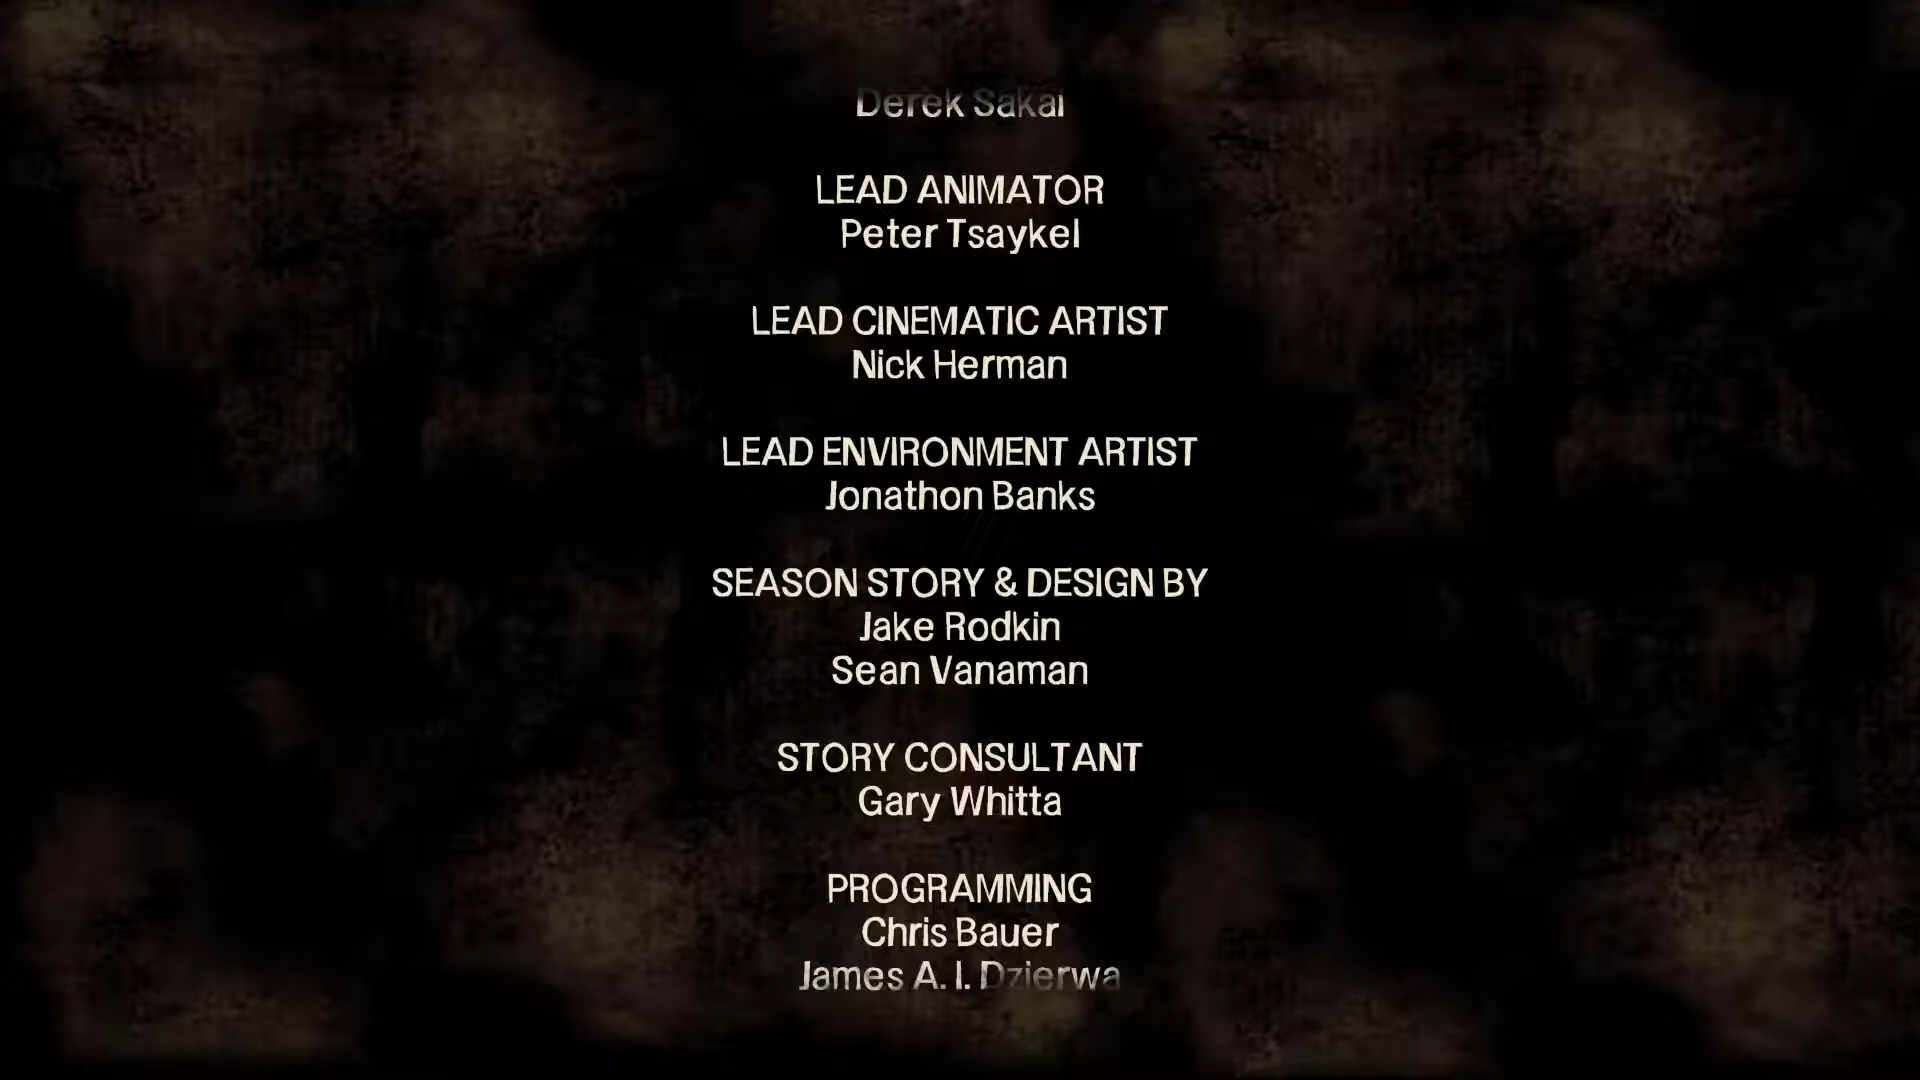 Derek Sakai
LEAD ANIMATOR
Peter Tsaykel
LEAD CINEMATIC ARTIST
Nick Herman
LEAD ENVIRONMENT ARTIST
Jonathon Banks
SEASON STORY & DESIGN BY
Jake Rodkin
Sean Vanaman
STORY CONSULTANT
Gary Whitta
PROGRAMMING
Chris Bauer
James A. I. Dzierwa